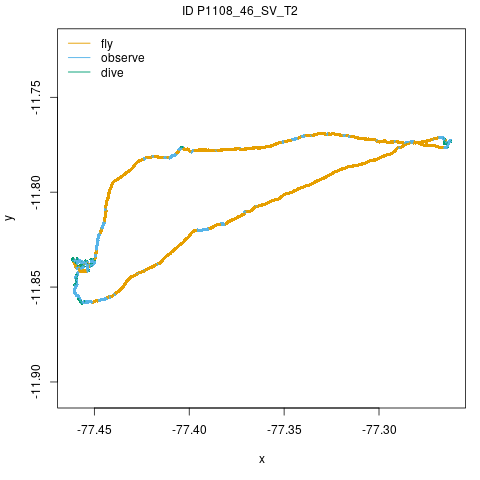 ID P1108_46_SV_T2
fly
observe
dive
-11.75
-11.80
-11.85
-11.90
y
-77.45
-77.40
-77.35
-77.30
x